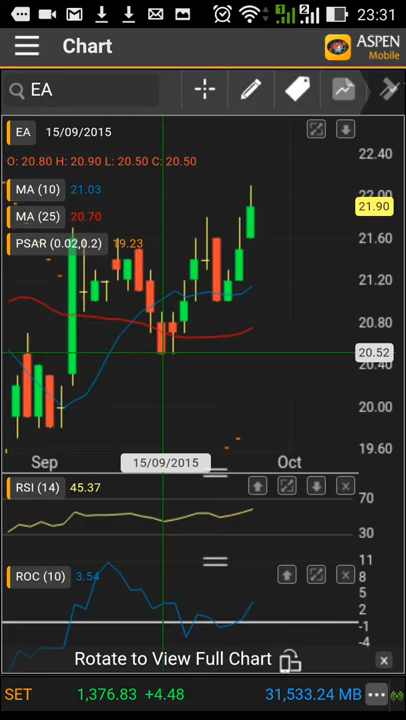 23:31
Chart
ASPEN
Mobile
EA
EA 15/09/2015
O: 20.80 H: 20.90 L: 20.50 C: 20.50
MA (10) 21.03
MA (25) 20.70
PSAR (0.02,0.2) 19.23
22.40
22.00
21.90
21.60
21.20
20.80
20.52
20.40
20.00
19.60
Sep 15/09/2015 Oct
RSI (14) 45.37
70
30
ROC (10) 3.54
11
8
5
2
-1
-4
Rotate to View Full Chart
SET 1,376.83 +4.48 31,533.24 MB